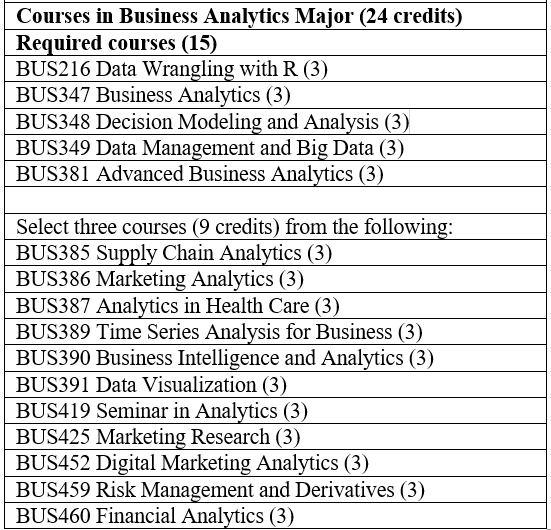 Courses in Business Analytics Major (24 credits)
Required courses (15)
BUS216 Data Wrangling with R (3)
BUS347 Business Analytics (3)
BUS348 Decision Modeling and Analysis (3)
BUS349 Data Management and Big Data (3)
BUS381 Advanced Business Analytics (3)
Select three courses (9 credits) from the following:
BUS385 Supply Chain Analytics (3)
BUS386 Marketing Analytics (3)
BUS387 Analytics in Health Care (3)
BUS389 Time Series Analysis for Business (3)
BUS390 Business Intelligence and Analytics (3)
BUS391 Data Visualization (3)
BUS419 Seminar in Analytics (3)
BUS425 Marketing Research (3)
BUS452 Digital Marketing Analytics (3)
BUS459 Risk Management and Derivatives (3)
BUS460 Financial Analytics (3)